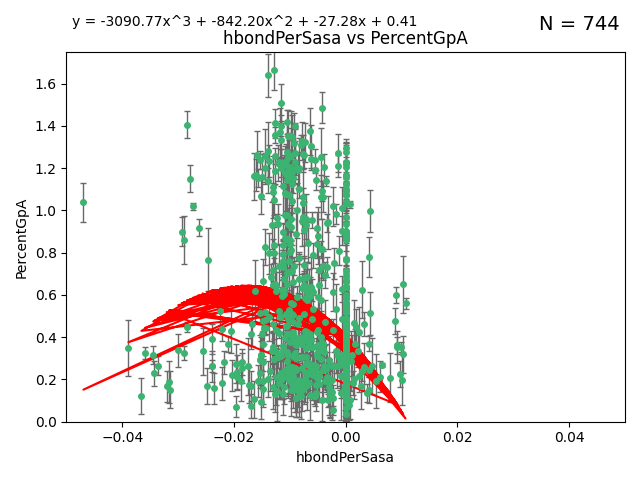 y = -3090.77x^3 + -842.20x^2 + -27.28x + 0.41
N = 744
hbondPerSasa vs PercentGpA
PercentGpA
1.6
1.4
1.2
1.0
0.8
0.6
0.4
0.2
0.0
−0.04
−0.02
0.00
0.02
0.04
hbondPerSasa